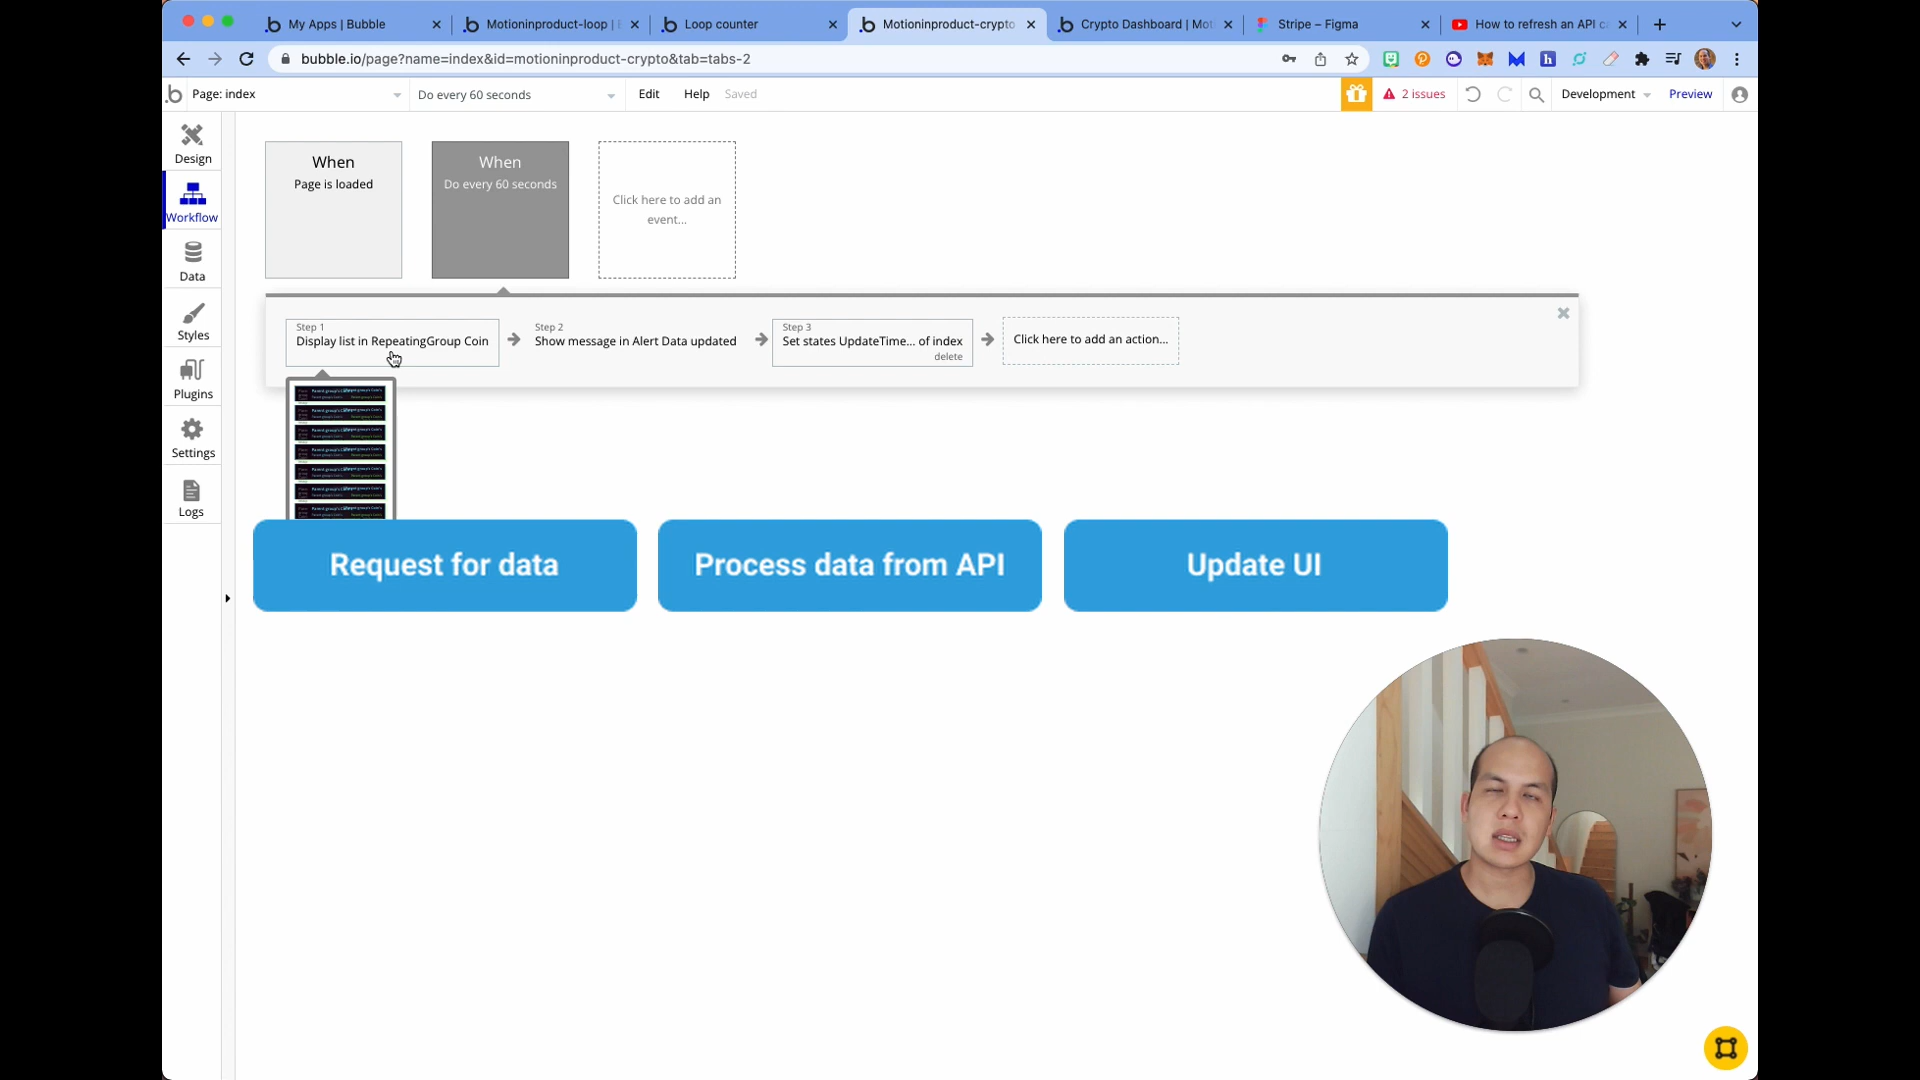 My Apps | Bubble
Motioninproduct-loop |
Loop counter
Motioninproduct-crypto
Crypto Dashboard | Mot
Stripe – Figma
How to refresh an API c
bubble.io/page?name=index&id=motioninproduct-crypto&tab=tabs-2
Page: index
Do every 60 seconds
Edit
Help
Saved
2 issues
Development
Preview
Design
Workflow
Data
Styles
Plugins
Settings
Logs
When
Page is loaded
When
Do every 60 seconds
Click here to add an
event...
Step 1
Display list in RepeatingGroup Coin
Step 2
Show message in Alert Data updated
Step 3
Set states UpdateTime... of index
delete
Click here to add an action...
Request for data
Process data from API
Update UI